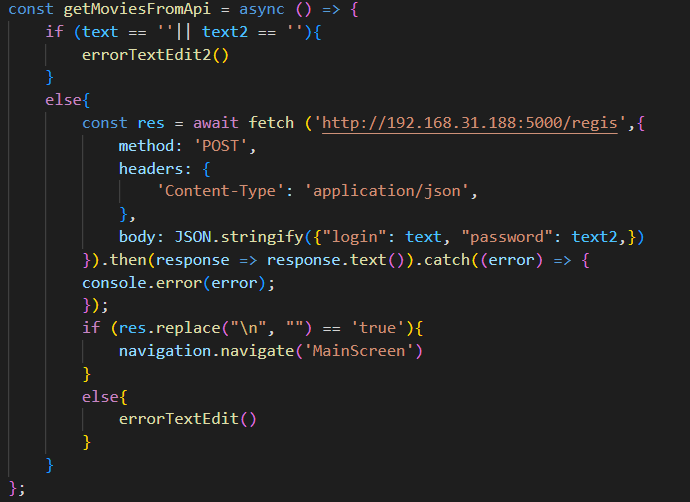 const getMoviesFromApi = async () => {
    if (text == ''|| text2 == ''){
        errorTextEdit2()
    }
    else{
        const res = await fetch ('http://192.168.31.188:5000/regis',{
            method: 'POST',
            headers: {
                'Content-Type': 'application/json',
            },
            body: JSON.stringify({"login": text, "password": text2,})
        }).then(response => response.text()).catch((error) => {
        console.error(error);
        });
        if (res.replace("\n", "") == 'true'){
            navigation.navigate('MainScreen')
        }
        else{
            errorTextEdit()
        }
    }
};